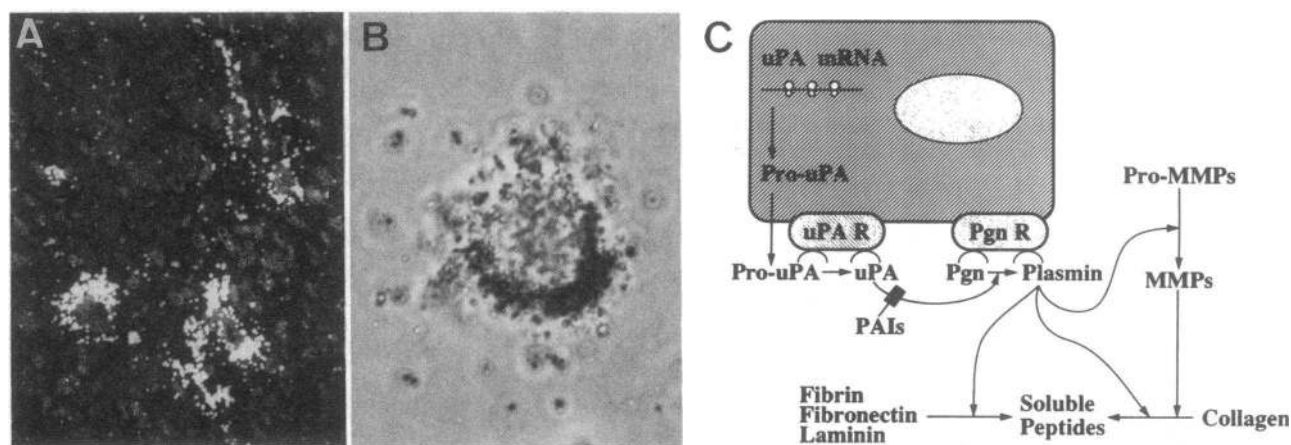 A
B
C
uPA mRNA
Pro-uPA
Pro-MMPs
uPA R
Pgn R
Pro-uPA
uPA
Pgn
Plasmin
MMPs
PAIs
Fibrin
Fibronectin
Laminin
Soluble
Peptides
Collagen